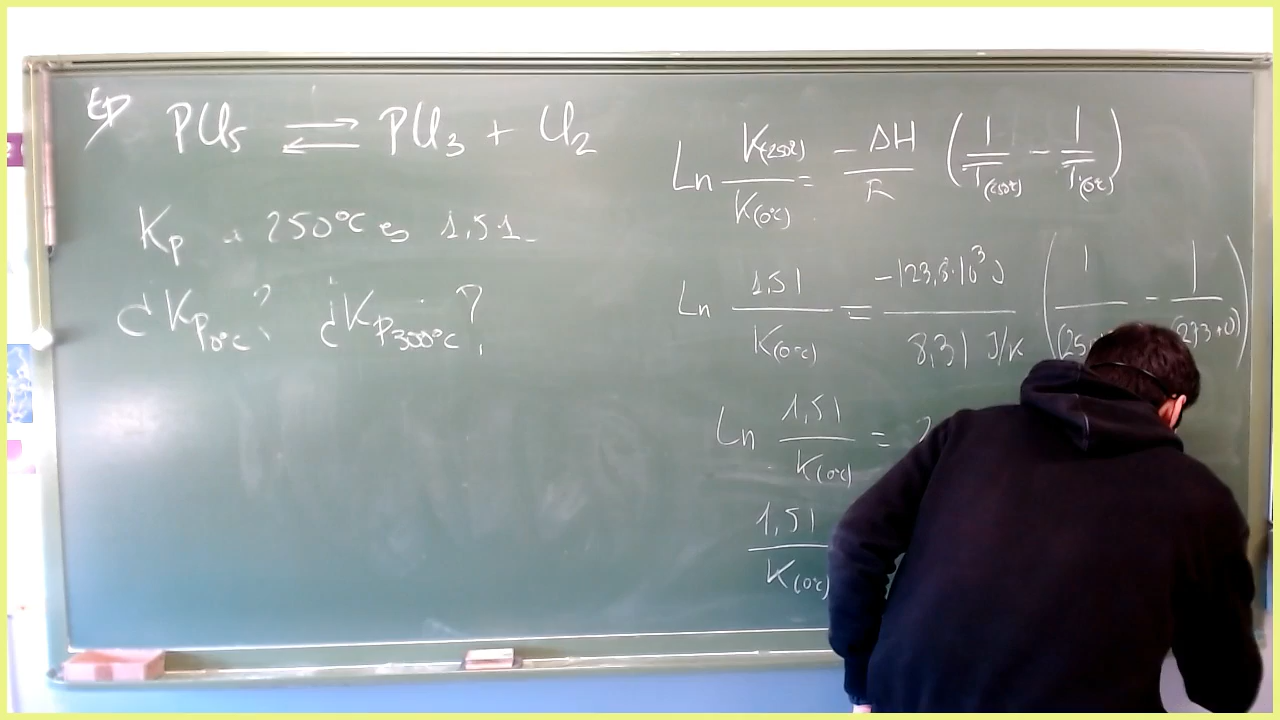 Ej PCl5 ⇌ PCl3 + Cl2
Kp a 250°C es 1,51
¿Kp0°C? ¿Kp300°C?
Ln K(250°C)/K(0°C) = -ΔH/R (1/T(250°C) - 1/T(0°C))
Ln 1,51/K(0°C) = -123,8·10³ J/8,31 J/K (1/(25 - 1/(273+0))
Ln 1,51/K(0°C) = 2
1,51/K(0°C)